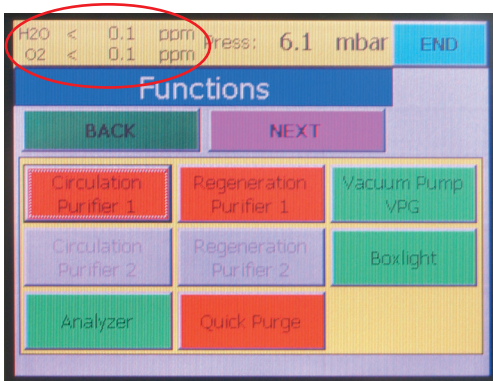 H2O < 0.1 ppm
O2 < 0.1 ppm
Press: 6.1 mbar
END
Functions
BACK
NEXT
Circulation
Purifier 1
Regeneration
Purifier 1
Vacuum Pump
VPG
Circulation
Purifier 2
Regeneration
Purifier 2
Boxlight
Analyzer
Quick Purge